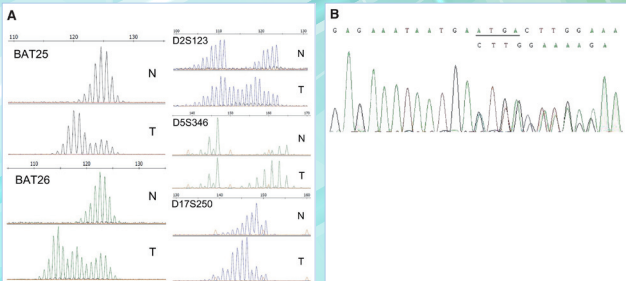 A
110 120 130
BAT25
N
T
110 120 130
BAT26
N
T
D2S123
N
T
D5S346
N
T
D17S250
N
T
B
G A G A A A T A A T G A A T G A C T T G G A A A
C T T G G A A A A G A